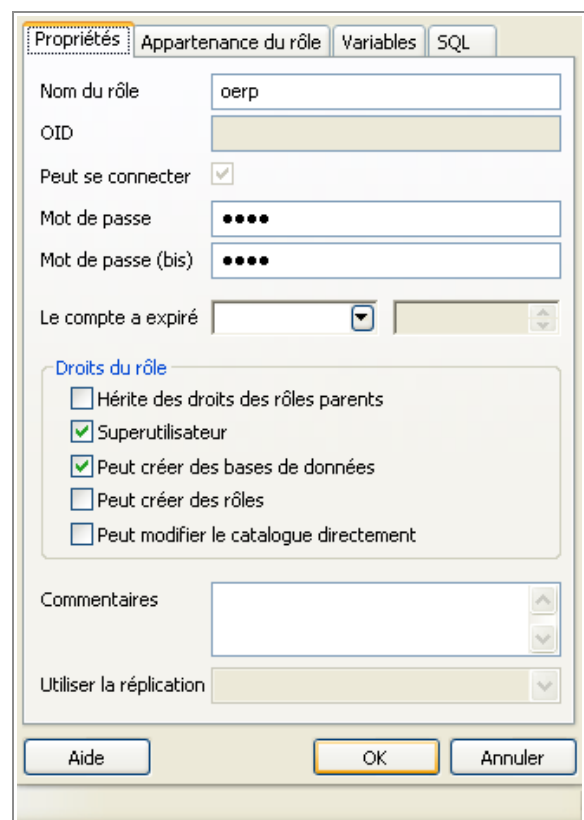 Propriétés Appartenance du rôle Variables SQL
Nom du rôle oerp
OID
Peut se connecter
Mot de passe ••••
Mot de passe (bis) ••••
Le compte a expiré
Droits du rôle
Hérite des droits des rôles parents
Superutilisateur
Peut créer des bases de données
Peut créer des rôles
Peut modifier le catalogue directement
Commentaires
Utiliser la réplication
Aide OK Annuler